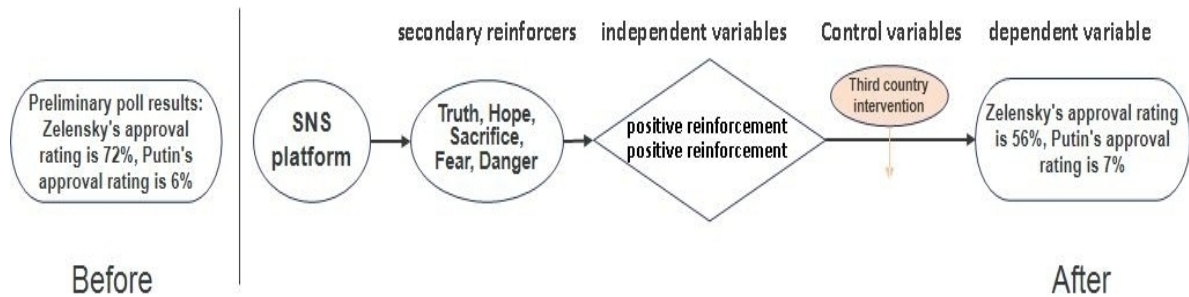 secondary reinforcers
independent variables
Control variables
dependent variable
Preliminary poll results:
Zelensky's approval
rating is 72%, Putin's
approval rating is 6%
SNS
platform
Truth, Hope,
Sacrifice,
Fear, Danger
positive reinforcement
positive reinforcement
Third country
intervention
Zelensky's approval rating
is 56%, Putin's approval
rating is 7%
Before
After